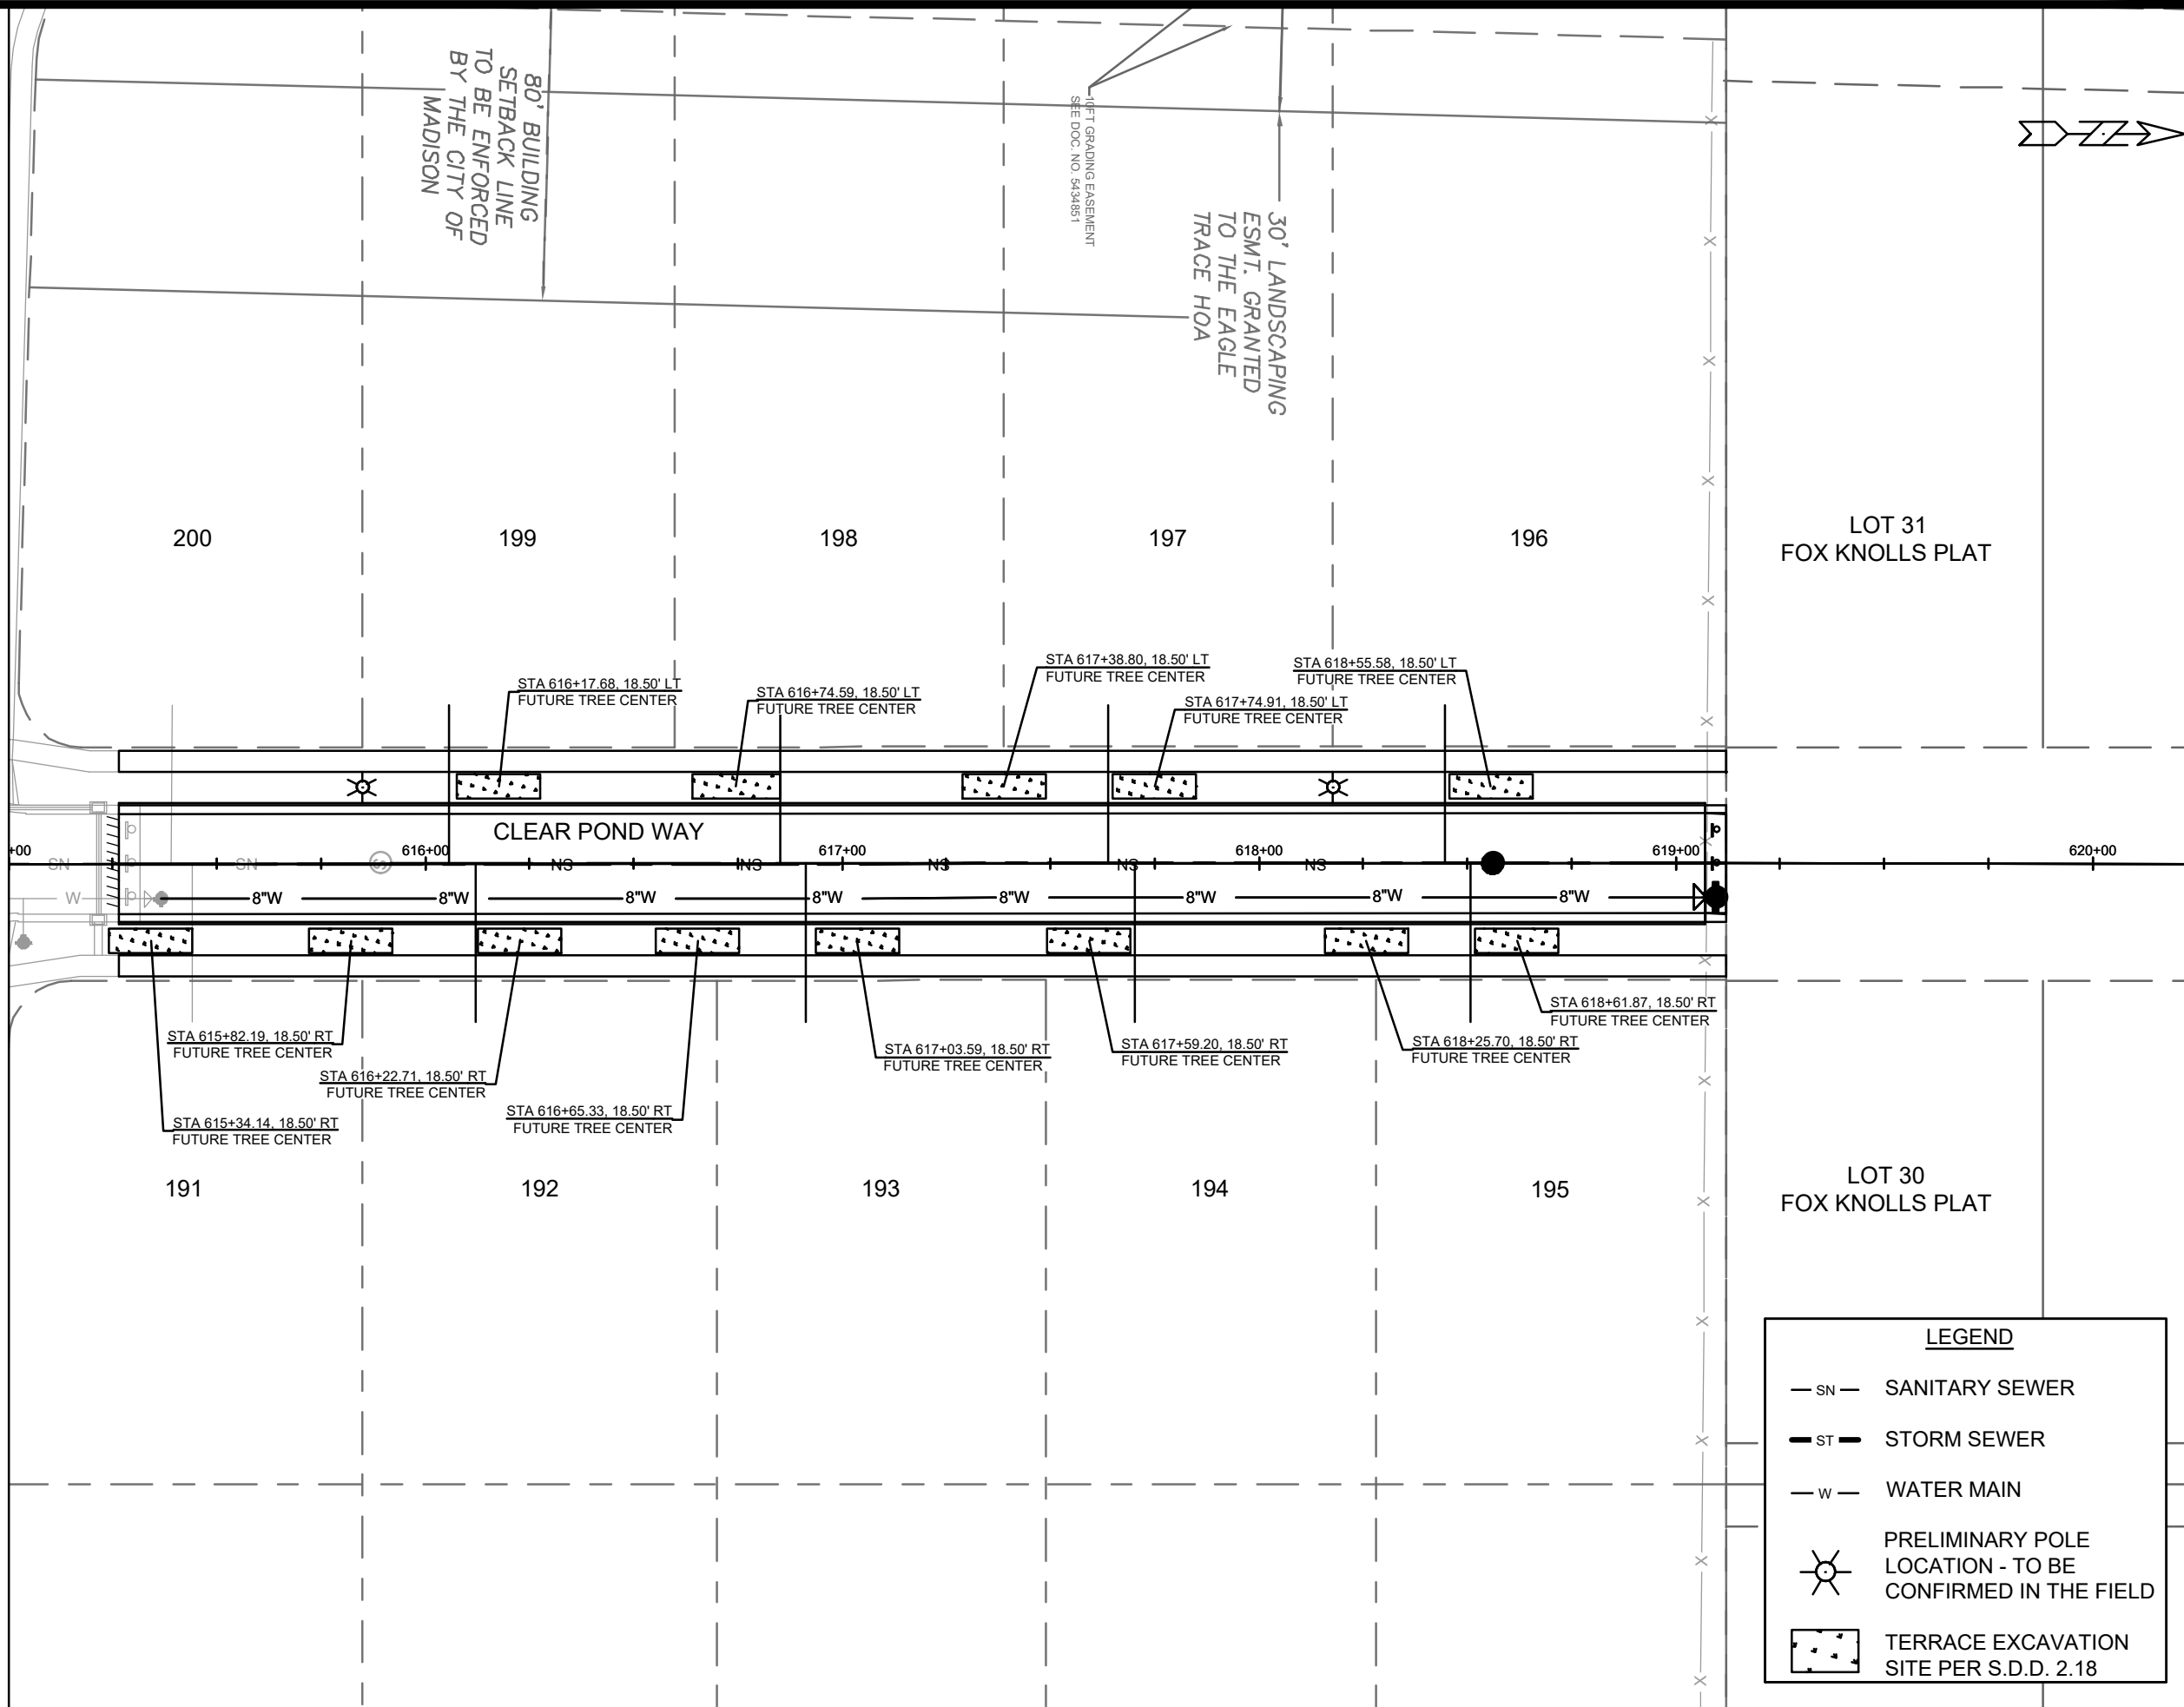 80' BUILDING
SETBACK LINE
TO BE ENFORCED
BY THE CITY OF
MADISON
10FT GRADING EASEMENT
SEE DOC. NO. 5434851
30' LANDSCAPING
ESMT. GRANTED
TO THE EAGLE
TRACE HOA
200
199
198
197
196
LOT 31
FOX KNOLLS PLAT
STA 616+17.68, 18.50' LT
FUTURE TREE CENTER
STA 616+74.59, 18.50' LT
FUTURE TREE CENTER
STA 617+38.80, 18.50' LT
FUTURE TREE CENTER
STA 617+74.91, 18.50' LT
FUTURE TREE CENTER
STA 618+55.58, 18.50' LT
FUTURE TREE CENTER
CLEAR POND WAY
+00
616+00
617+00
618+00
619+00
620+00
SN
SN
S
SN
SN
SN
SN
SN
W
8"W
8"W
8"W
8"W
8"W
8"W
8"W
8"W
STA 615+82.19, 18.50' RT
FUTURE TREE CENTER
STA 616+22.71, 18.50' RT
FUTURE TREE CENTER
STA 615+34.14, 18.50' RT
FUTURE TREE CENTER
STA 616+65.33, 18.50' RT
FUTURE TREE CENTER
STA 617+03.59, 18.50' RT
FUTURE TREE CENTER
STA 617+59.20, 18.50' RT
FUTURE TREE CENTER
STA 618+25.70, 18.50' RT
FUTURE TREE CENTER
STA 618+61.87, 18.50' RT
FUTURE TREE CENTER
191
192
193
194
195
LOT 30
FOX KNOLLS PLAT
LEGEND
SN SANITARY SEWER
ST STORM SEWER
W WATER MAIN
PRELIMINARY POLE
LOCATION - TO BE
CONFIRMED IN THE FIELD
TERRACE EXCAVATION
SITE PER S.D.D. 2.18